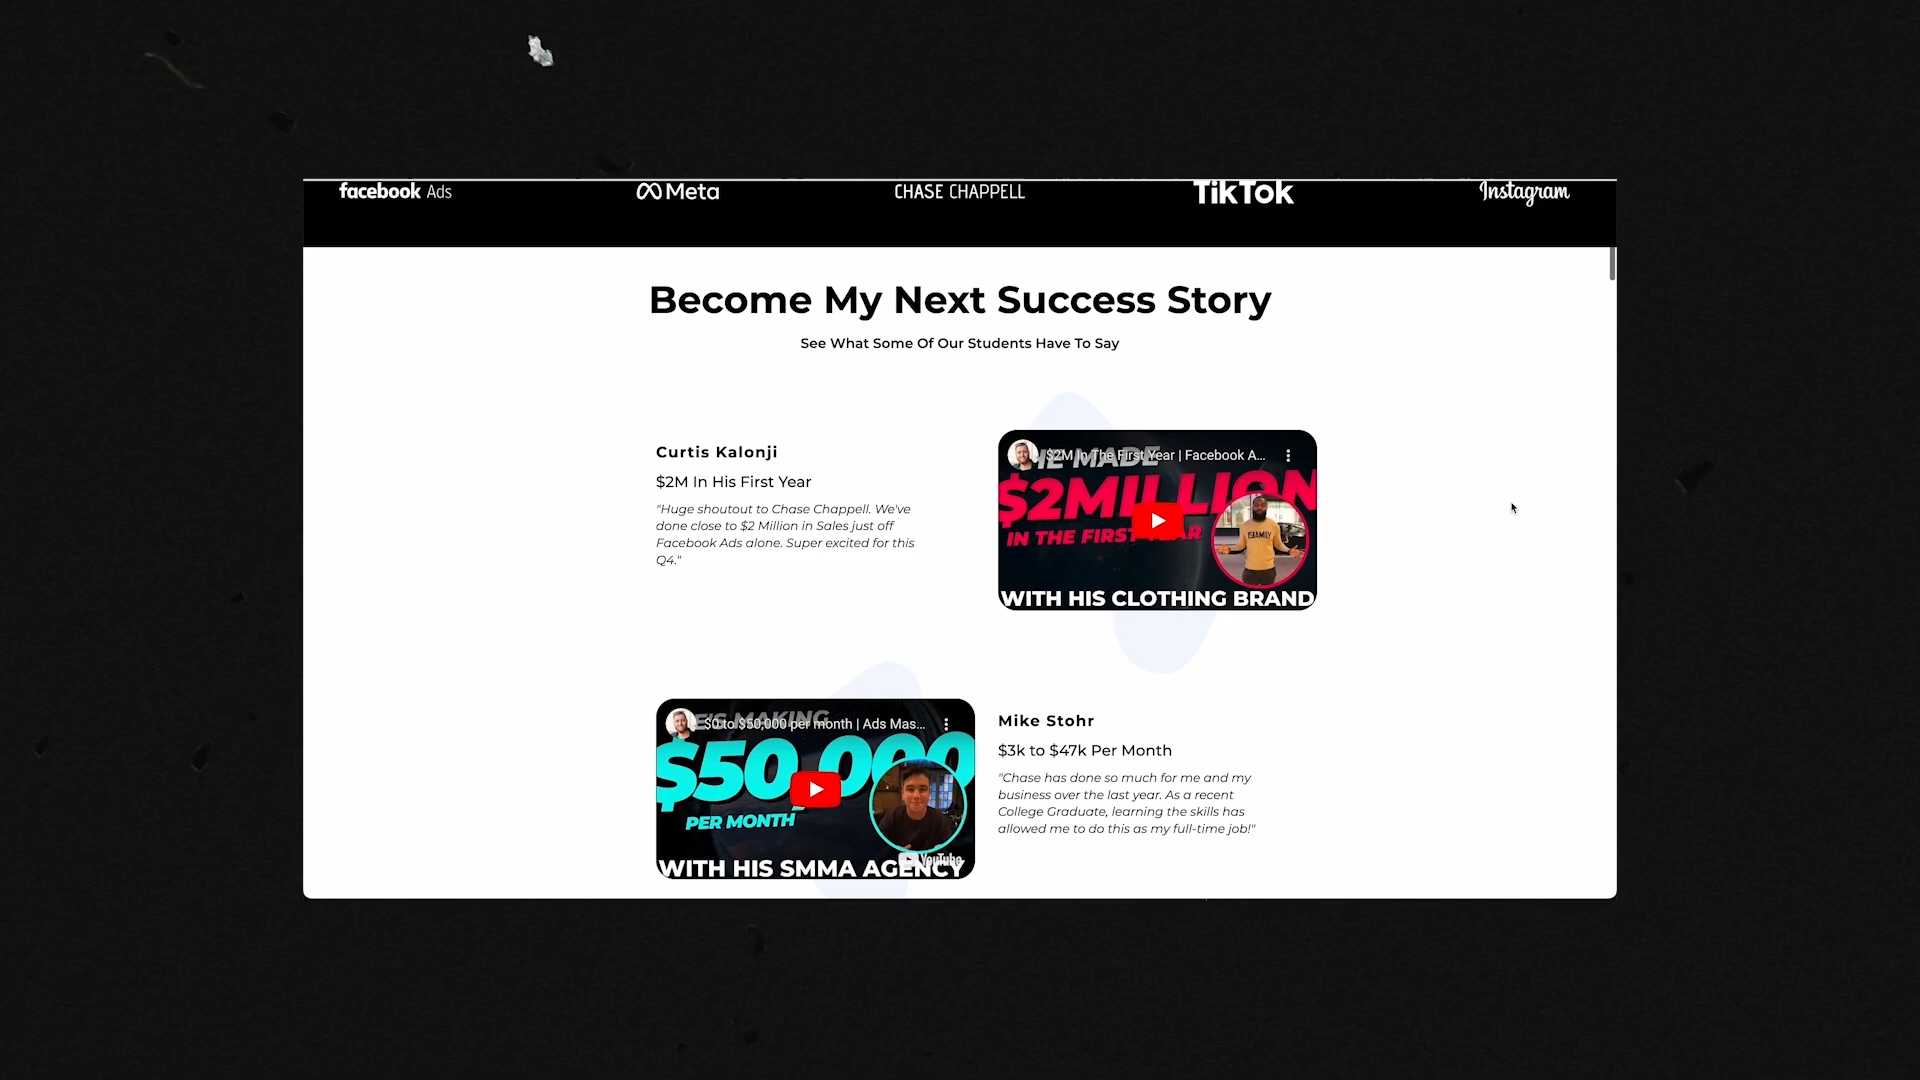 facebook Ads
Meta
CHASE CHAPPELL
TikTok
Instagram
Become My Next Success Story
See What Some Of Our Students Have To Say
Curtis Kalonji
$2M In His First Year
"Huge shoutout to Chase Chappell. We've
done close to $2 Million in Sales just off
Facebook Ads alone. Super excited for this
Q4."
$2M In The First Year | Facebook A...
HE MADE
$2MILLION
IN THE FIRST YEAR
WITH HIS CLOTHING BRAND
$0 to $50,000 per month | Ads Mas...
HE'S MAKING
$50,000
PER MONTH
YouTube
WITH HIS SMMA AGENCY
Mike Stohr
$3k to $47k Per Month
"Chase has done so much for me and my
business over the last year. As a recent
College Graduate, learning the skills has
allowed me to do this as my full-time job!"